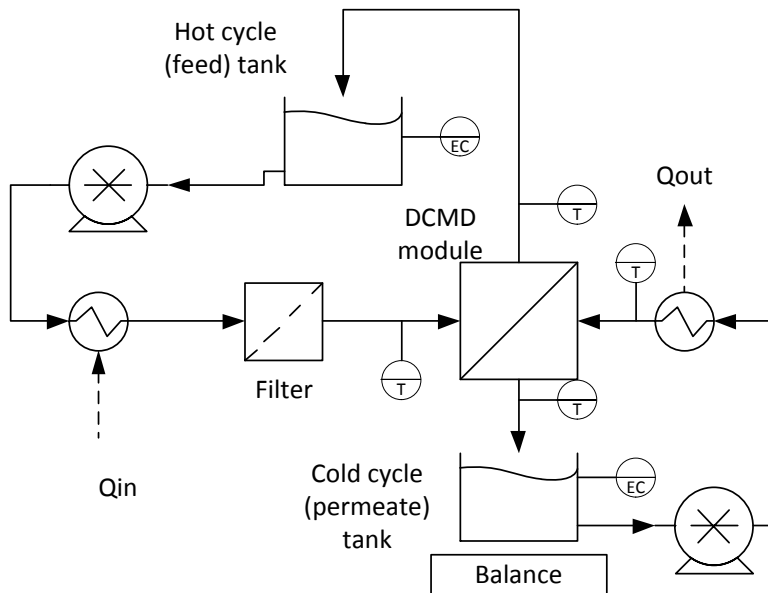 Hot cycle
(feed) tank
EC
T
Qout
DCMD
module
T
Filter
T
T
Qin
Cold cycle
(permeate)
tank
EC
Balance